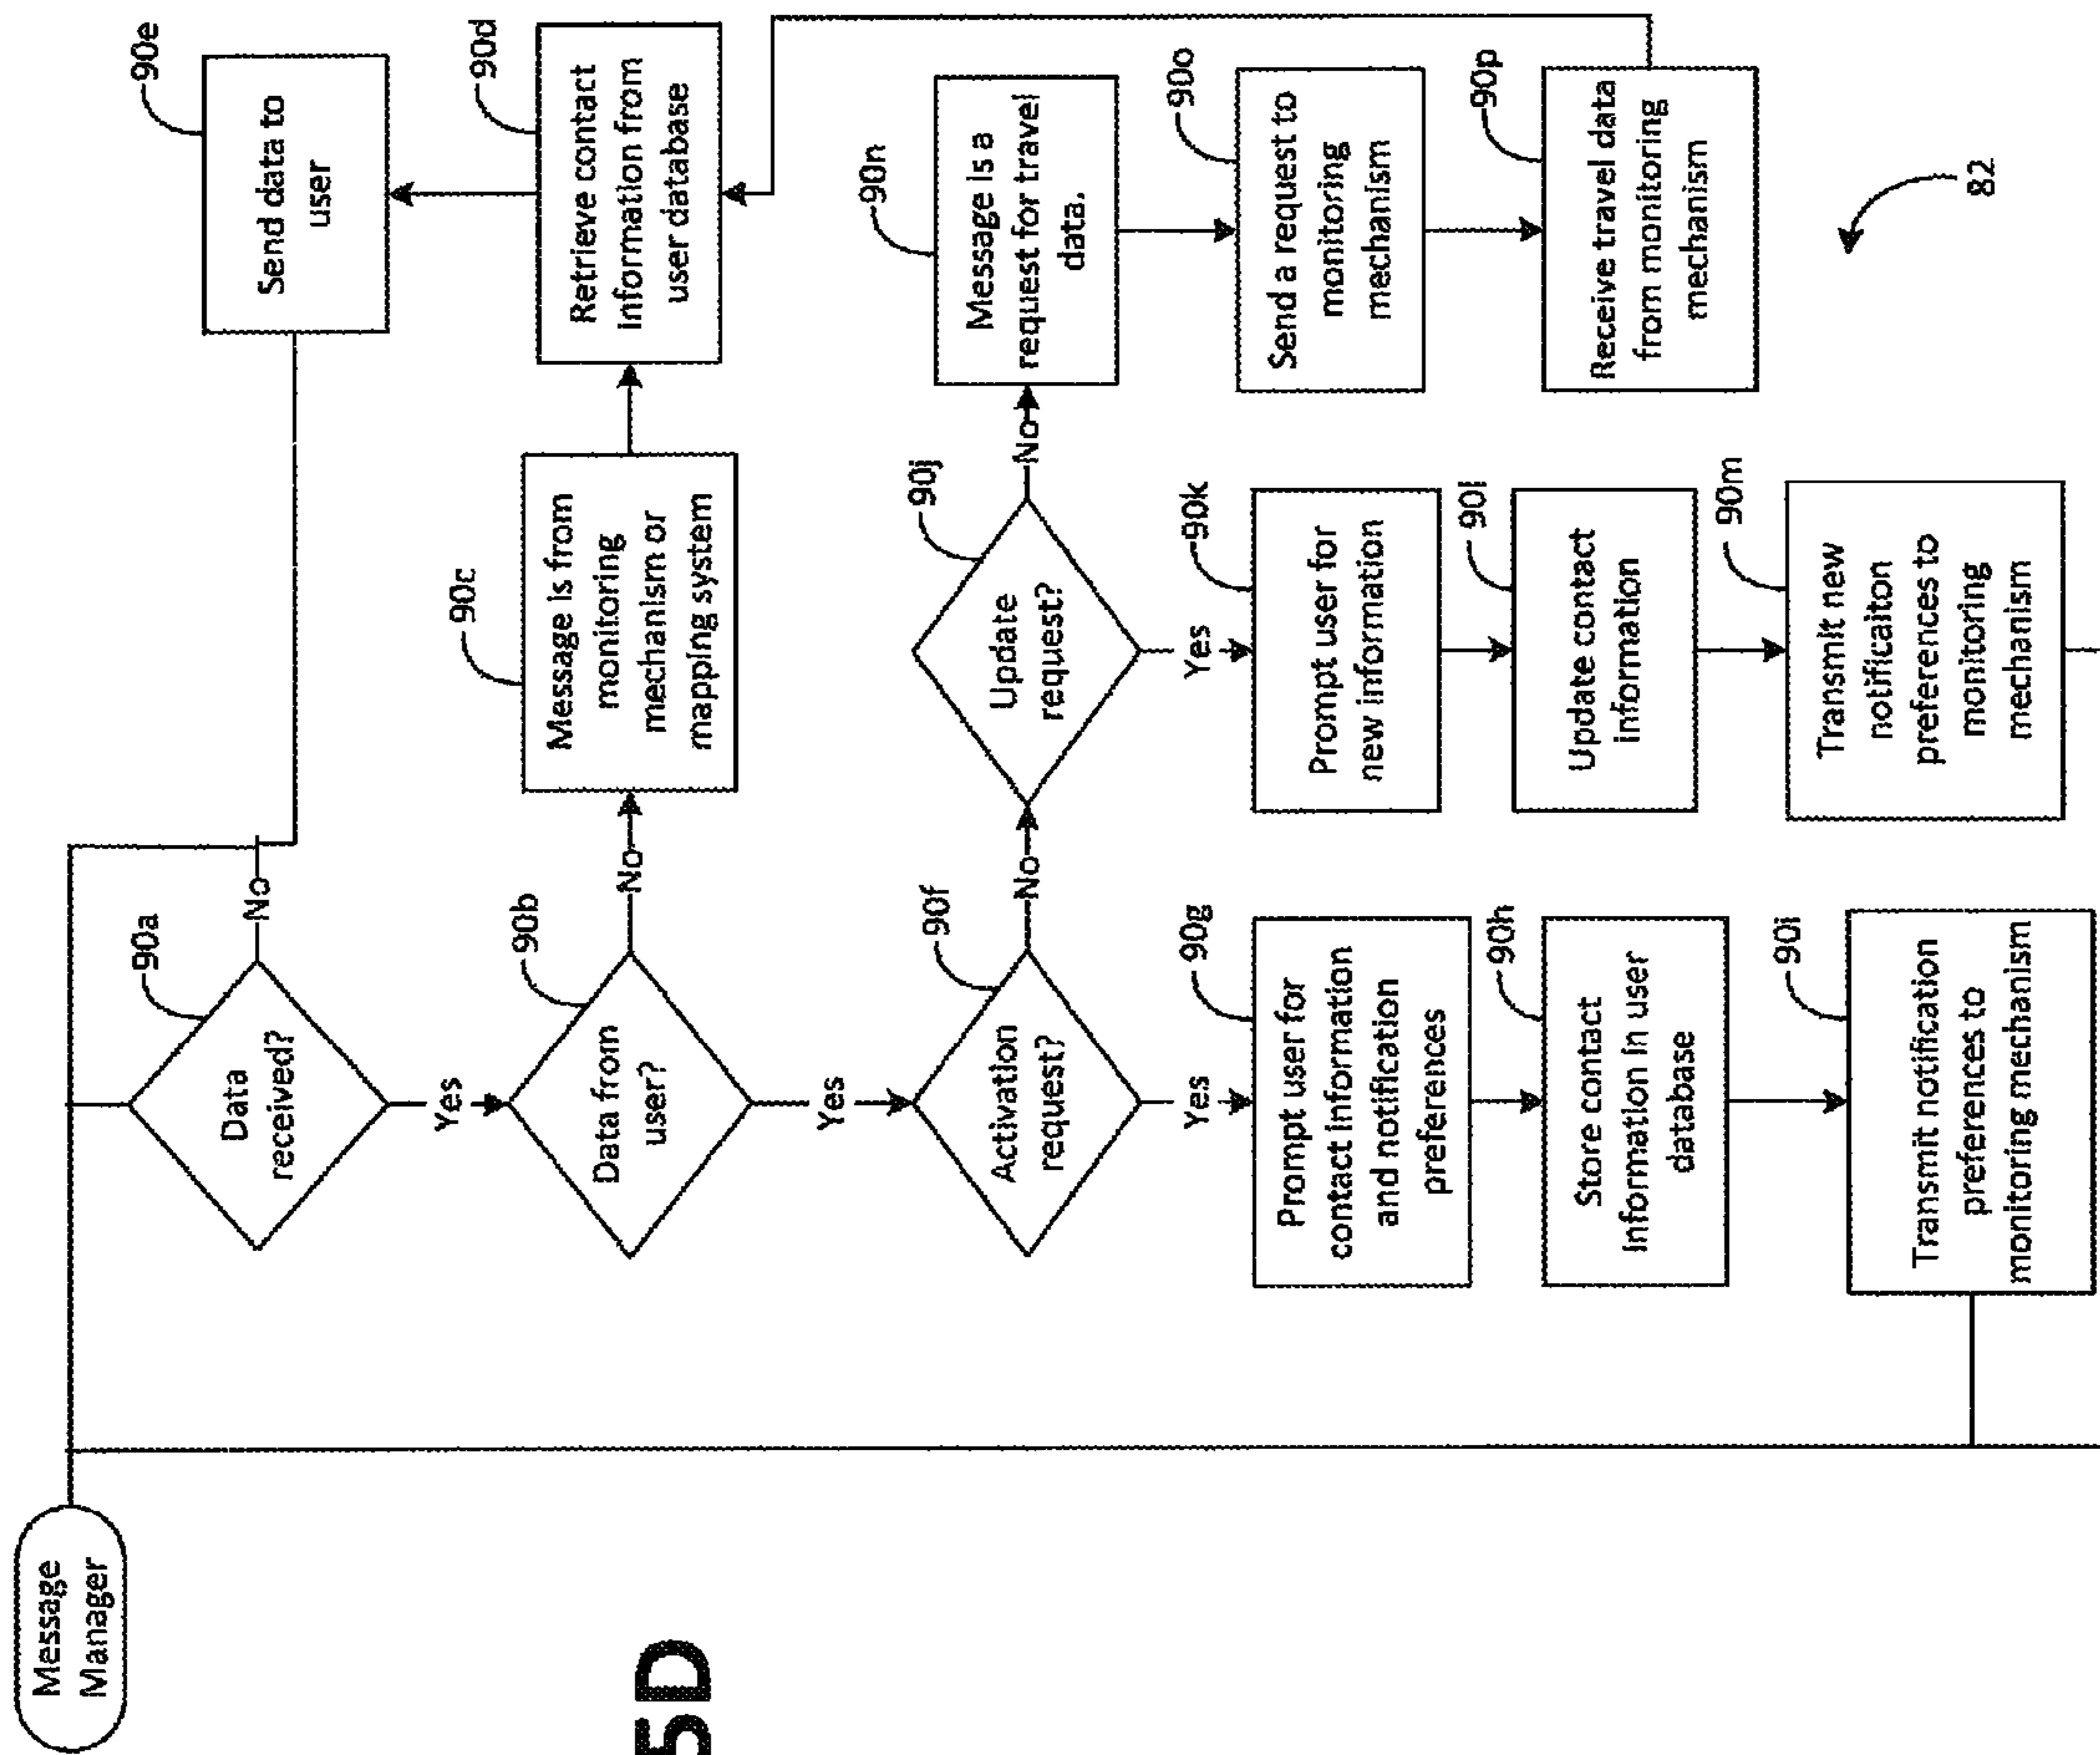 Message
Manager
Data
received?
90a
No
Yes
Data from
user?
90b
No
Message is from
monitoring
mechanism or
mapping system
90c
Retrieve contact
information from
user database
90d
Send data to
user
90e
Yes
Activation
request?
90f
No
Yes
Prompt user for
contact information
and notification
preferences
90g
Store contact
information in user
database
90h
Transmit notification
preferences to
monitoring mechanism
90i
Update
request?
90j
No
Yes
Prompt user for
new information
90k
Update contact
information
90l
Transmit new
notificaiton
preferences to
monitoring
mechanism
90m
Message is a
request for travel
data.
90n
Send a request to
monitoring
mechanism
90o
Receive travel data
from monitoring
mechanism
90p
82
5D